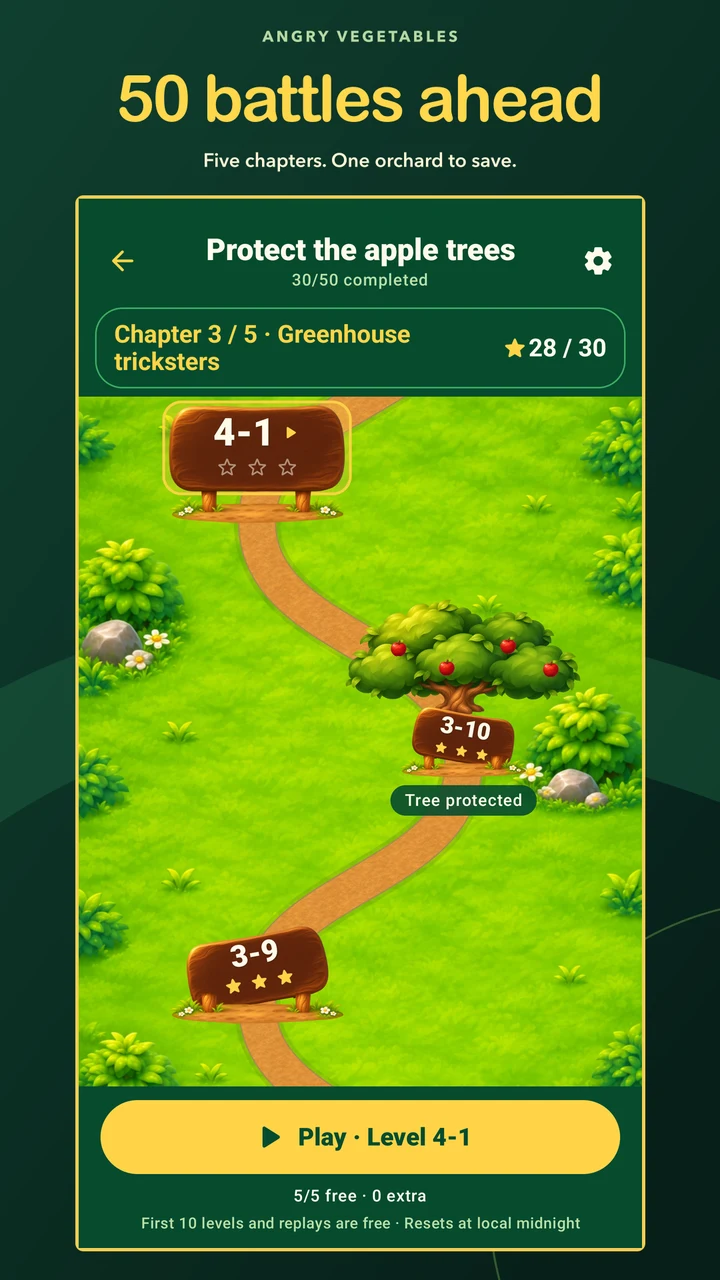 ANGRY VEGETABLES
50 battles ahead
Five chapters. One orchard to save.
Protect the apple trees
30/50 completed
Chapter 3 / 5 · Greenhouse
tricksters
28 / 30
4-1
3-10
Tree protected
3-9
Play · Level 4-1
5/5 free · 0 extra
First 10 levels and replays are free · Resets at local midnight